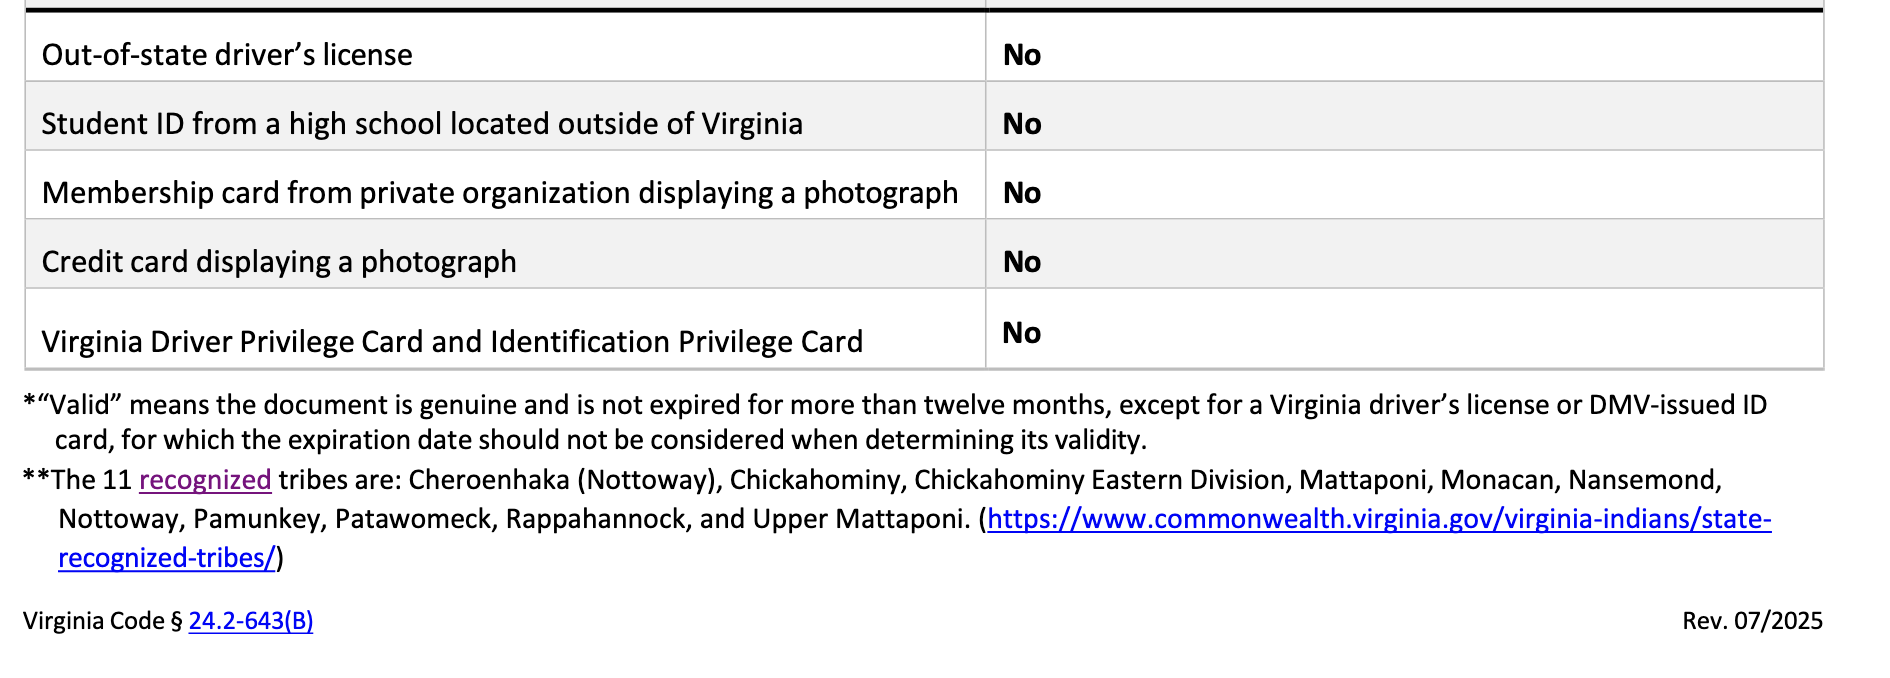 Out-of-state driver’s license No
Student ID from a high school located outside of Virginia No
Membership card from private organization displaying a photograph No
Credit card displaying a photograph No
Virginia Driver Privilege Card and Identification Privilege Card No
*“Valid” means the document is genuine and is not expired for more than twelve months, except for a Virginia driver’s license or DMV-issued ID
card, for which the expiration date should not be considered when determining its validity.
**The 11 recognized tribes are: Cheroenhaka (Nottoway), Chickahominy, Chickahominy Eastern Division, Mattaponi, Monacan, Nansemond,
Nottoway, Pamunkey, Patawomeck, Rappahannock, and Upper Mattaponi. (https://www.commonwealth.virginia.gov/virginia-indians/state-
recognized-tribes/)
Virginia Code § 24.2-643(B) Rev. 07/2025